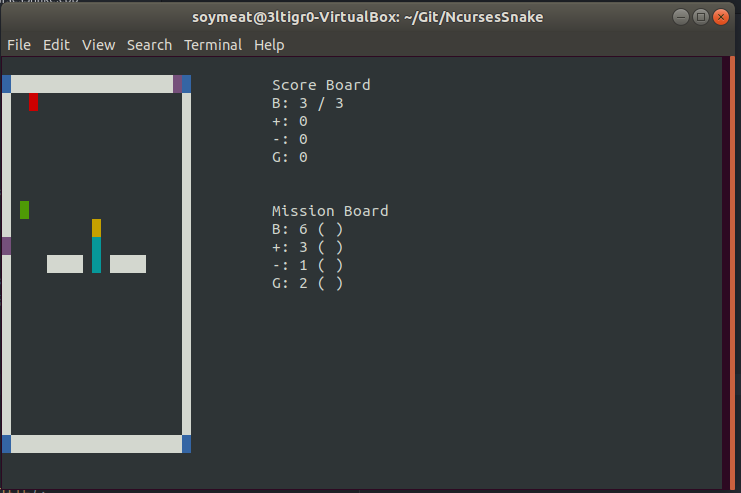 soymeat@3ltigr0-VirtualBox: ~/Git/NcursesSnake
File Edit View Search Terminal Help
Score Board
B: 3 / 3
+: 0
-: 0
G: 0
Mission Board
B: 6 ( )
+: 3 ( )
-: 1 ( )
G: 2 ( )